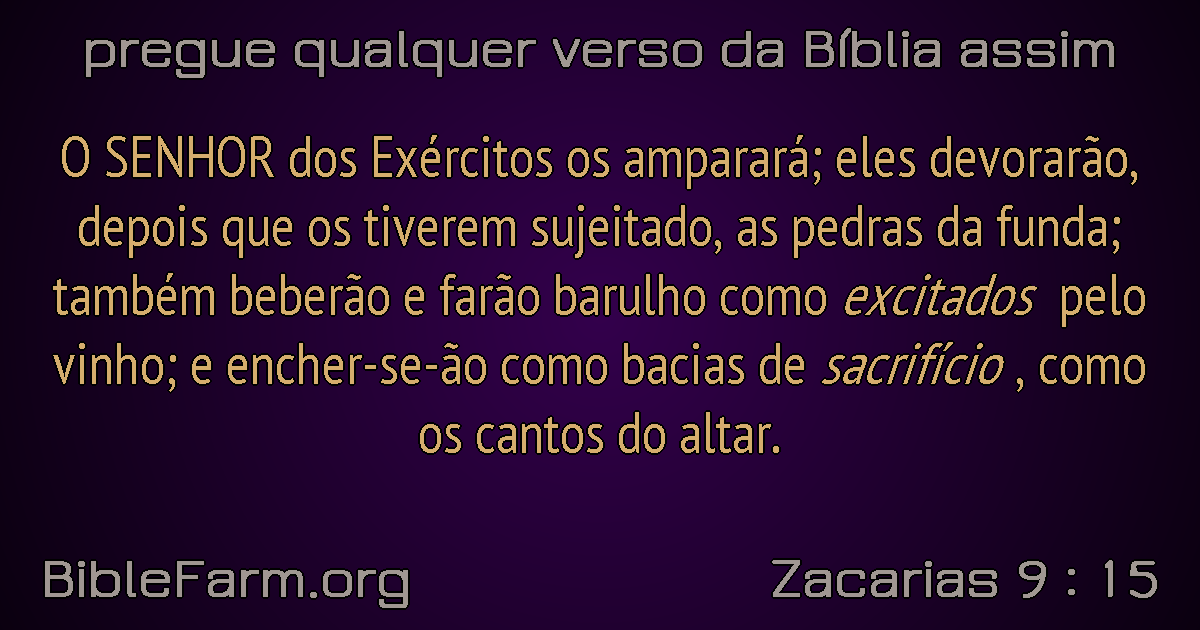 pregue qualquer verso da Bíblia assim
O SENHOR dos Exércitos os amparará; eles devorarão,
depois que os tiverem sujeitado, as pedras da funda;
também beberão e farão barulho como excitados pelo
vinho; e encher-se-ão como bacias de sacrifício , como
os cantos do altar.
BibleFarm.org
Zacarias 9 : 15